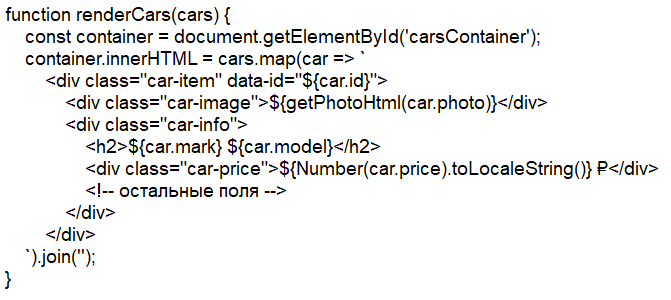 function renderCars(cars) {
    const container = document.getElementById('carsContainer');
    container.innerHTML = cars.map(car => `
        <div class="car-item" data-id="${car.id}">
            <div class="car-image">${getPhotoHtml(car.photo)}</div>
            <div class="car-info">
                <h2>${car.mark} ${car.model}</h2>
                <div class="car-price">${Number(car.price).toLocaleString()} ₽</div>
                <!-- остальные поля -->
            </div>
        </div>
    `).join('');
}